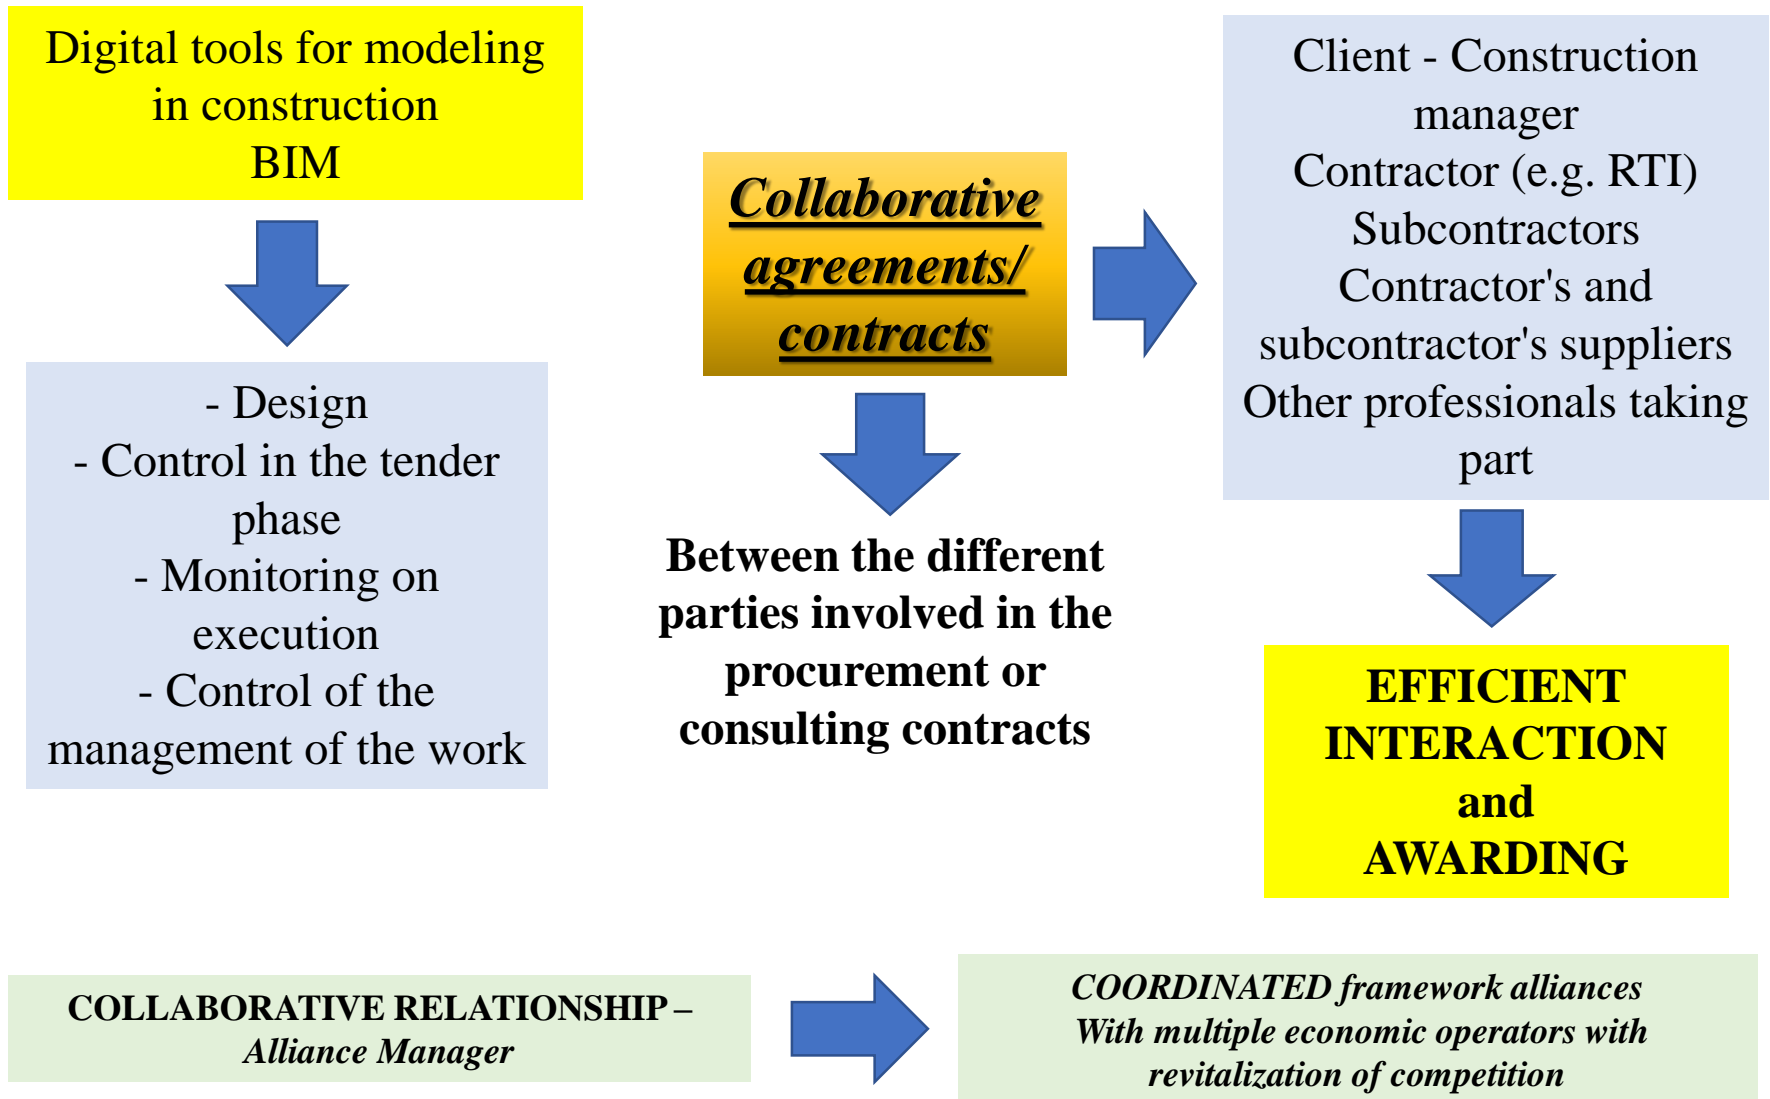 Digital tools for modeling
in construction
BIM
- Design
- Control in the tender
phase
- Monitoring on
execution
- Control of the
management of the work
Collaborative
agreements/
contracts
Between the different
parties involved in the
procurement or
consulting contracts
Client - Construction
manager
Contractor (e.g. RTI)
Subcontractors
Contractor's and
subcontractor's suppliers
Other professionals taking
part
EFFICIENT
INTERACTION
and
AWARDING
COLLABORATIVE RELATIONSHIP –
Alliance Manager
COORDINATED framework alliances
With multiple economic operators with
revitalization of competition